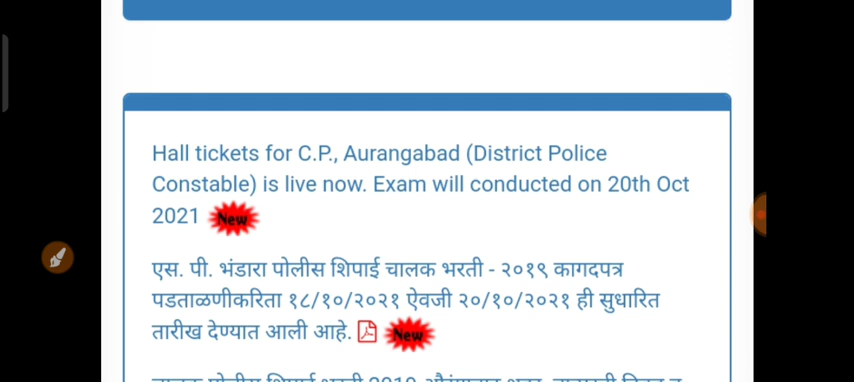 Hall tickets for C.P., Aurangabad (District Police
Constable) is live now. Exam will conducted on 20th Oct
2021 New
एस. पी. भंडारा पोलीस शिपाई चालक भरती - २०१९ कागदपत्र
पडताळणीकरिता १८/१०/२०२१ ऐवजी २०/१०/२०२१ ही सुधारित
तारीख देण्यात आली आहे. New